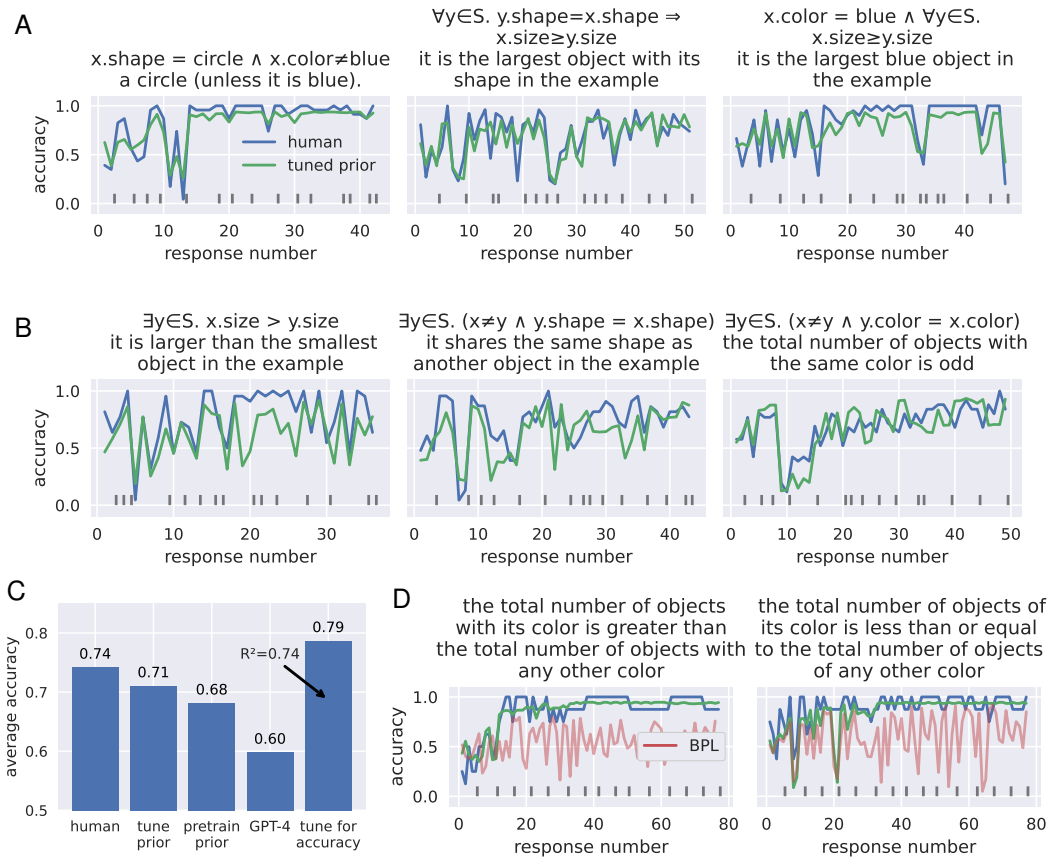 A
x.shape = circle ∧ x.color≠blue
a circle (unless it is blue).
∀y∈S. y.shape=x.shape ⇒
x.size≥y.size
it is the largest object with its
shape in the example
x.color = blue ∧ ∀y∈S.
x.size≥y.size
it is the largest blue object in
the example
accuracy
1.0
0.5
0.0
human
tuned prior
0 10 20 30 40
response number
0 10 20 30 40 50
response number
0 10 20 30 40
response number
B
∃y∈S. x.size > y.size
it is larger than the smallest
object in the example
∃y∈S. (x≠y ∧ y.shape = x.shape)
it shares the same shape as
another object in the example
∃y∈S. (x≠y ∧ y.color = x.color)
the total number of objects with
the same color is odd
accuracy
1.0
0.5
0.0
0 10 20 30
response number
0 10 20 30 40
response number
0 10 20 30 40 50
response number
C
average accuracy
0.8
0.7
0.6
0.5
0.74
0.71
0.68
0.60
0.79
R²=0.74
human
tune
prior
pretrain
prior
GPT-4
tune for
accuracy
D
the total number of objects
with its color is greater than
the total number of objects with
any other color
the total number of objects of
its color is less than or equal
to the total number of objects
of any other color
accuracy
1.0
0.5
0.0
BPL
0 20 40 60 80
response number
0 20 40 60 80
response number